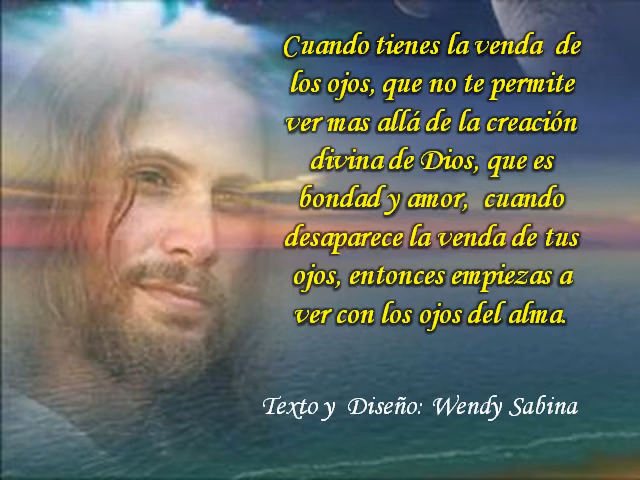 Cuando tienes la venda de
los ojos, que no te permite
ver mas allá de la creación
divina de Dios, que es
bondad y amor, cuando
desaparece la venda de tus
ojos, entonces empiezas a
ver con los ojos del alma.
Texto y Diseño: Wendy Sabina